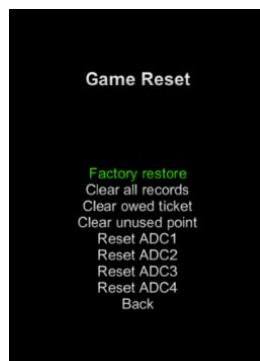 Game Reset
Factory restore
Clear all records
Clear owed ticket
Clear unused point
Reset ADC1
Reset ADC2
Reset ADC3
Reset ADC4
Back